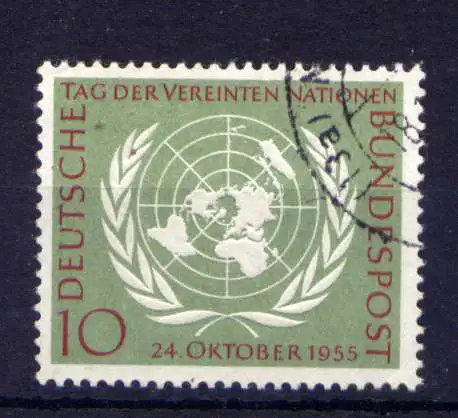 TAG DER VEREINTEN NATIONEN
DEUTSCHE
BUNDESPOST
10
24. OKTOBER 1955